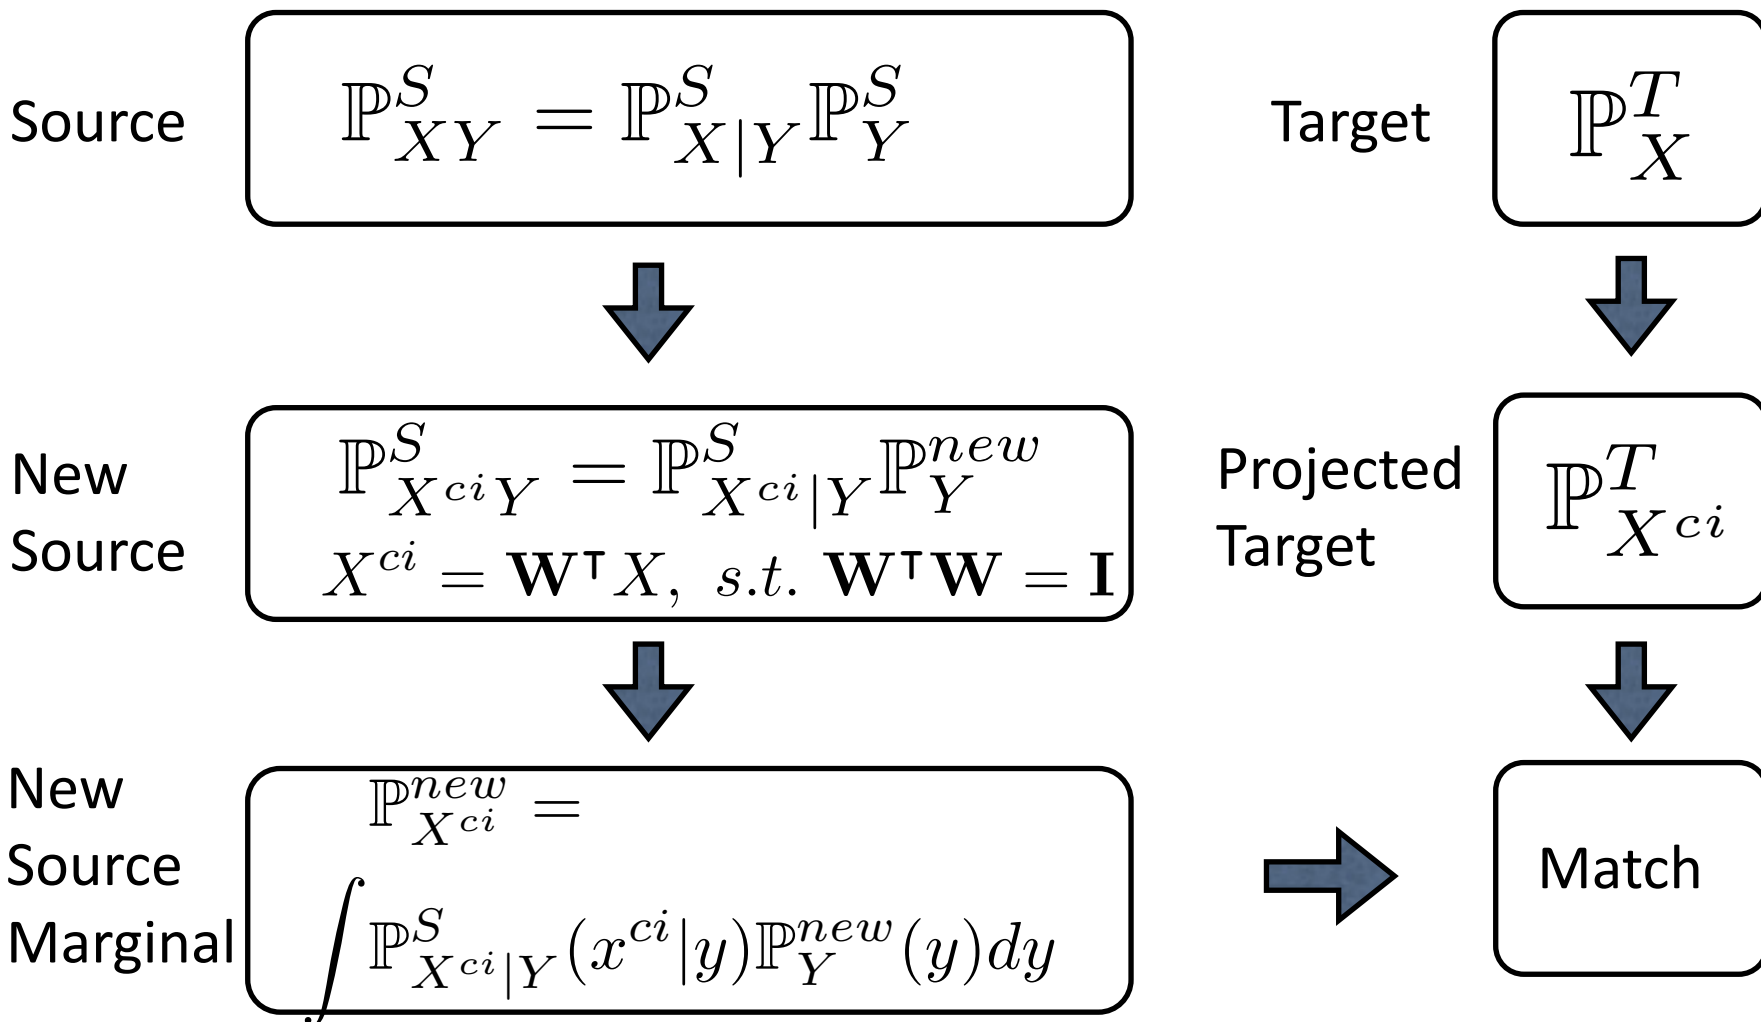 Source
ℙ^S_{XY} = ℙ^S_{X|Y} ℙ^S_Y
Target
ℙ^T_X
New
Source
ℙ^S_{X^{ci}Y} = ℙ^S_{X^{ci}|Y} ℙ^{new}_Y
X^{ci} = W^⊤X, s.t. W^⊤W = I
Projected
Target
ℙ^T_{X^{ci}}
New
Source
Marginal
ℙ^{new}_{X^{ci}} =
∫ ℙ^S_{X^{ci}|Y}(x^{ci}|y)ℙ^{new}_Y(y)dy
Match